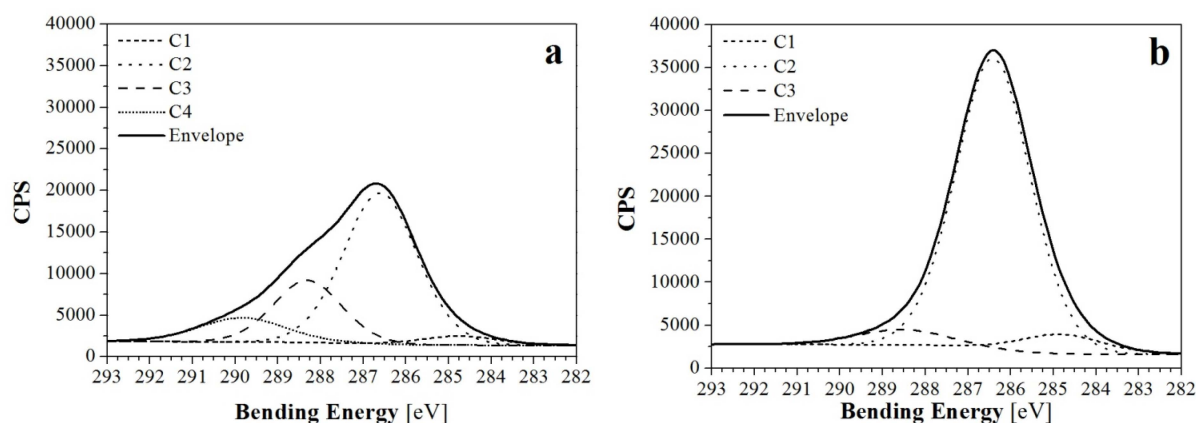 a
40000
35000
30000
25000
20000
15000
10000
5000
0
CPS
C1
C2
C3
C4
Envelope
293 292 291 290 289 288 287 286 285 284 283 282
Bending Energy [eV]
b
40000
35000
30000
25000
20000
15000
10000
5000
0
CPS
C1
C2
C3
Envelope
293 292 291 290 289 288 287 286 285 284 283 282
Bending Energy [eV]